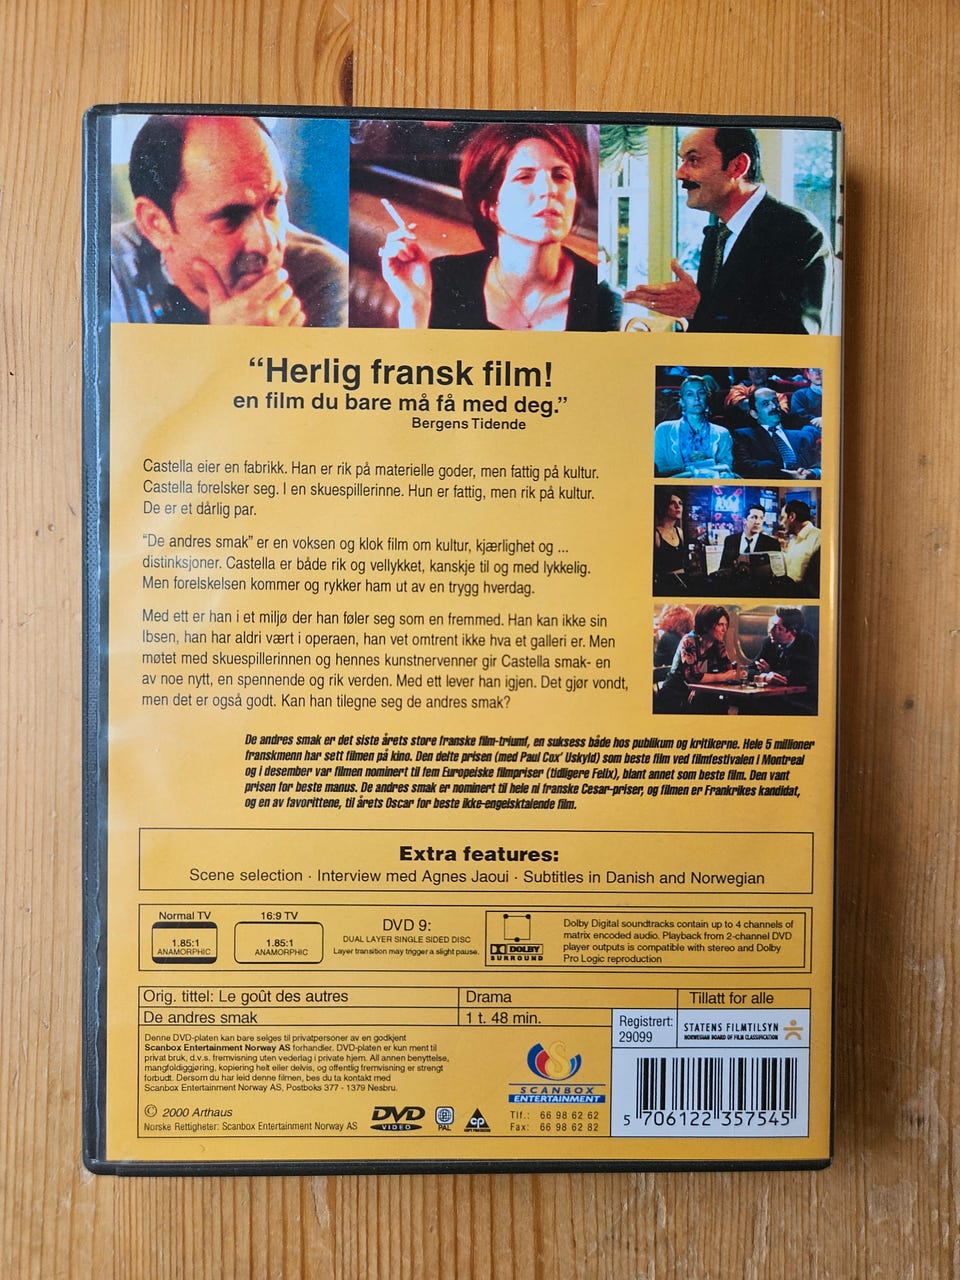 “Herlig fransk film!
en film du bare må få med deg.”
Bergens Tidende
Castella eier en fabrikk. Han er rik på materielle goder, men fattig på kultur.
Castella forelsker seg. I en skuespillerinne. Hun er fattig, men rik på kultur.
De er et dårlig par.
“De andres smak” er en voksen og klok film om kultur, kjærlighet og ...
distinksjoner. Castella er både rik og vellykket, kanskje til og med lykkelig.
Men forelskelsen kommer og rykker ham ut av en trygg hverdag.
Med ett er han i et miljø der han føler seg som en fremmed. Han kan ikke sin
Ibsen, han har aldri vært i operaen, han vet omtrent ikke hva et galleri er. Men
møtet med skuespillerinnen og hennes kunstnervenner gir Castella smak- en
av noe nytt, en spennende og rik verden. Med ett lever han igjen. Det gjør vondt,
men det er også godt. Kan han tilegne seg de andres smak?
De andres smak er det siste årets store franske film-triumf, en suksess både hos publikum og kritikerne. Hele 5 millioner
franskmenn har sett filmen på kino. Den delte prisen (med Paul Cox' Uskyld) som beste film ved filmfestivalen i Montreal
og i desember var filmen nominert til fem Europeiske filmpriser (tidligere Felix), blant annet som beste film. Den vant
prisen for beste manus. De andres smak er nominert til hele ni franske Cesar-priser, og filmen er Frankrikes kandidat,
og en av favorittene, til årets Oscar for beste ikke-engelsktalende film.
Extra features:
Scene selection · Interview med Agnes Jaoui · Subtitles in Danish and Norwegian
Normal TV
1.85:1
ANAMORPHIC
16:9 TV
1.85:1
ANAMORPHIC
DVD 9:
DUAL LAYER SINGLE SIDED DISC
Layer transition may trigger a slight pause.
DOLBY
SURROUND
Dolby Digital soundtracks contain up to 4 channels of
matrix encoded audio. Playback from 2-channel DVD
player outputs is compatible with stereo and Dolby
Pro Logic reproduction
Orig. tittel: Le goût des autres
Drama
Tillatt for alle
De andres smak
1 t. 48 min.
Registrert:
29099
STATENS FILMTILSYN
NORWEGIAN BOARD OF FILM CLASSIFICATION
Denne DVD-platen kan bare selges til privatpersoner av en godkjent
Scanbox Entertainment Norway AS forhandler. DVD-platen er kun ment til
privat bruk, d.v.s. fremvisning uten vederlag i private hjem. All annen benyttelse,
mangfoldiggjøring, kopiering helt eller delvis, og offentlig fremvisning er strengt
forbudt. Dersom du har leid denne filmen, bes du ta kontakt med
Scanbox Entertainment Norway AS, Postboks 377 - 1379 Nesbru.
© 2000 Arthaus
Norske Rettigheter: Scanbox Entertainment Norway AS
DVD
VIDEO
PAL
CP
SCANBOX
ENTERTAINMENT
Tlf.: 66 98 62 62
Fax: 66 98 62 82
5 706122 357545